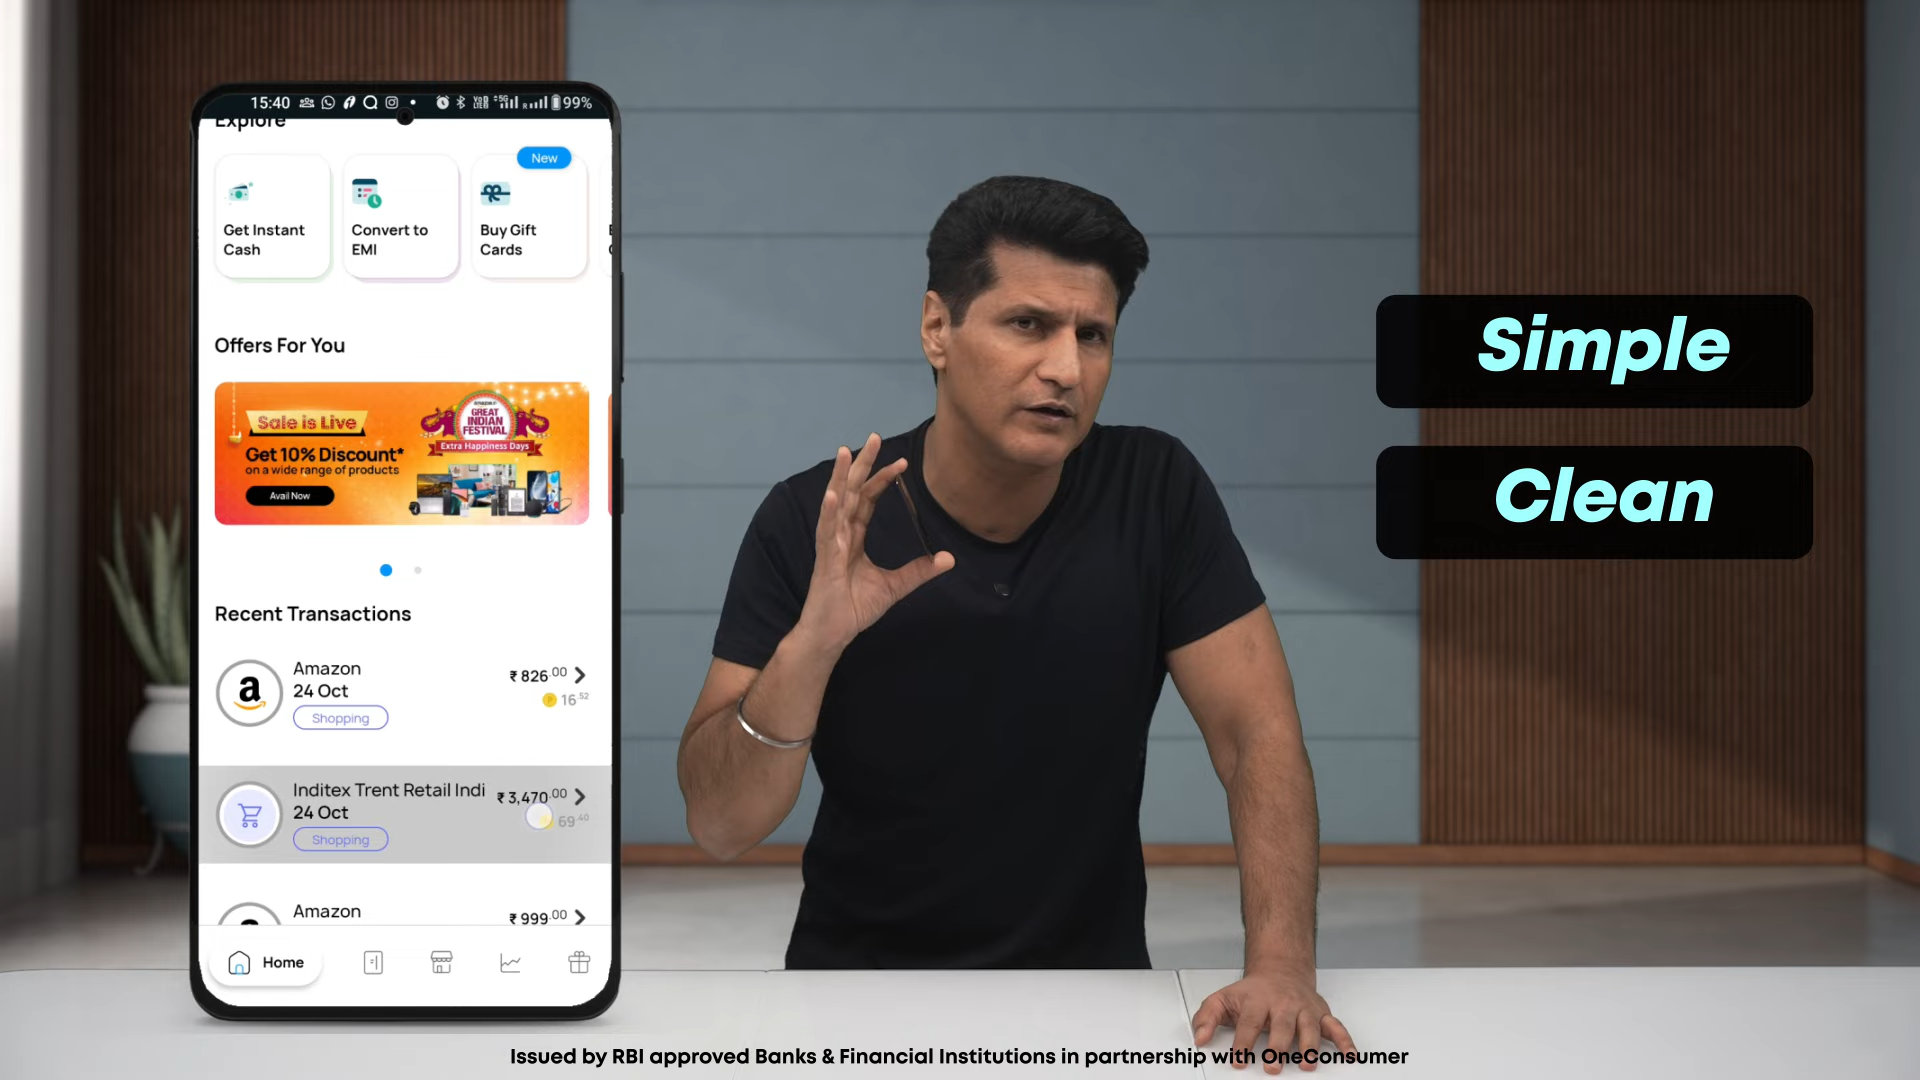 15:40
99%
Explore
New
Get Instant
Cash
Convert to
EMI
Buy Gift
Cards
Offers For You
Sale is Live
Get 10% Discount*
on a wide range of products
Avail Now
GREAT
INDIAN
FESTIVAL
Extra Happiness Days
Recent Transactions
Amazon
₹ 826.00
24 Oct
16.52
Shopping
Inditex Trent Retail Indi
₹ 3,470.00
24 Oct
69.40
Shopping
Amazon
₹ 999.00
Home
Simple
Clean
Issued by RBI approved Banks & Financial Institutions in partnership with OneConsumer